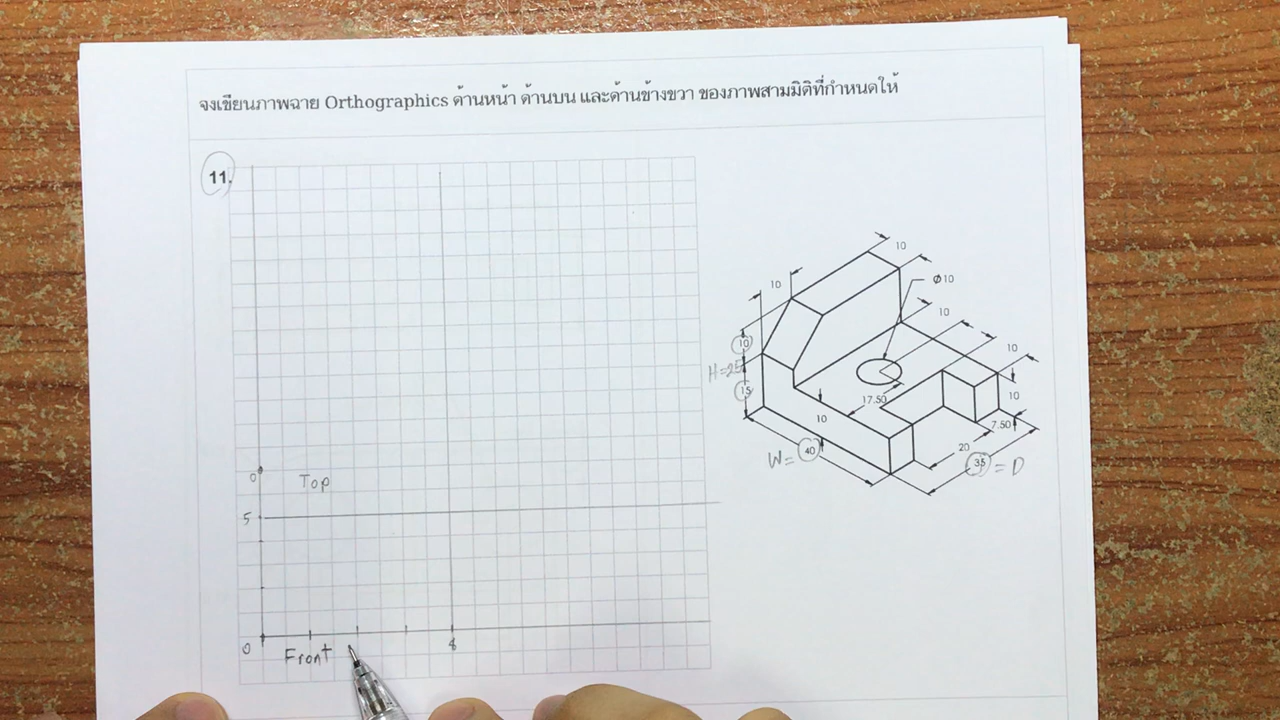 จงเขียนภาพฉาย Orthographics ด้านหน้า ด้านบน และด้านข้างขวา ของภาพสามมิติที่กำหนดให้
11.
10
10
Ø10
10
10
10
H=25
15
10
17.50
10
7.50
20
W= 40
35 = D
0
Top
5
0
Front
8